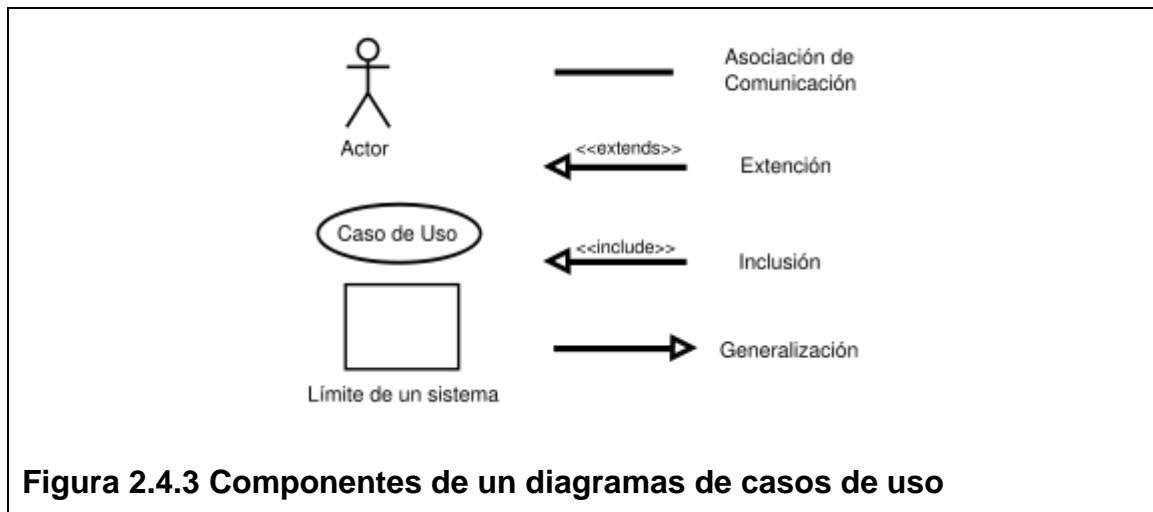 Actor
Caso de Uso
Límite de un sistema
Asociación de
Comunicación
<<extends>>
Extención
<<include>>
Inclusión
Generalización
Figura 2.4.3 Componentes de un diagramas de casos de uso